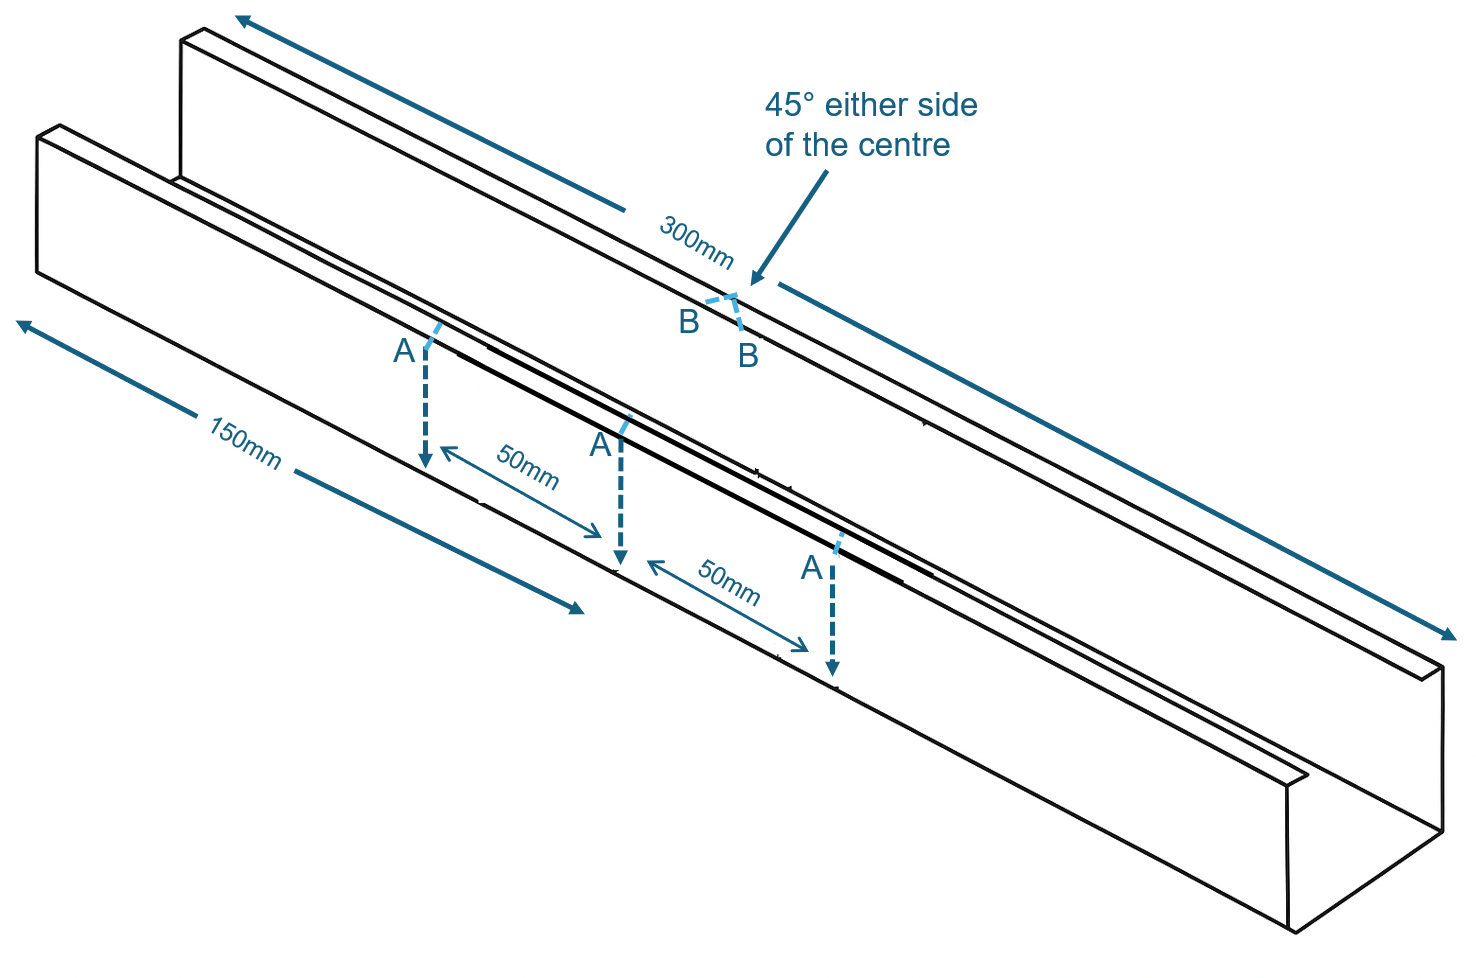 45° either side
of the centre
300mm
B
B
A
150mm
50mm
A
50mm
A